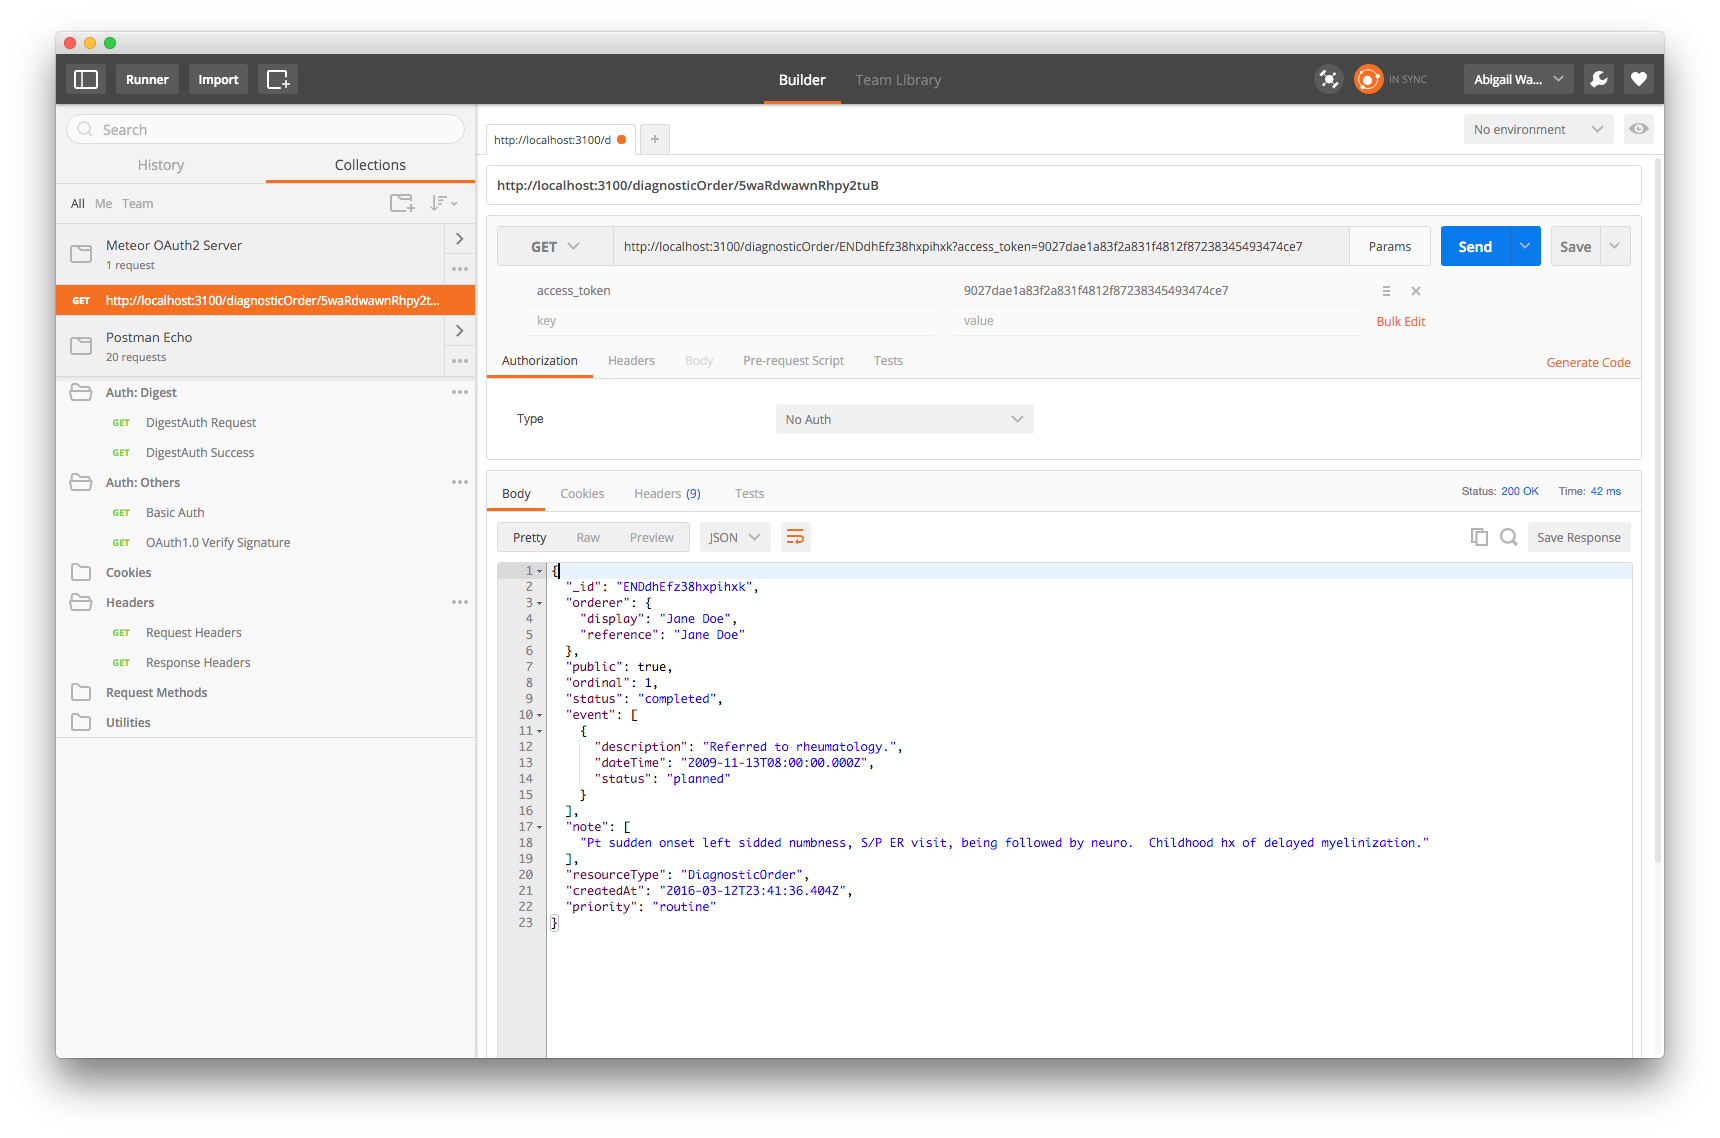 Runner Import Builder Team Library IN SYNC Abigail Wa...
Search
History Collections
All Me Team
Meteor OAuth2 Server
1 request
GET http://localhost:3100/diagnosticOrder/5waRdwawnRhpy2t...
Postman Echo
20 requests
Auth: Digest
GET DigestAuth Request
GET DigestAuth Success
Auth: Others
GET Basic Auth
GET OAuth1.0 Verify Signature
Cookies
Headers
GET Request Headers
GET Response Headers
Request Methods
Utilities
http://localhost:3100/d
+
No environment
http://localhost:3100/diagnosticOrder/5waRdwawnRhpy2tuB
GET http://localhost:3100/diagnosticOrder/ENDdhEfz38hxpihxk?access_token=9027dae1a83f2a831f4812f87238345493474ce7 Params Send Save
access_token 9027dae1a83f2a831f4812f87238345493474ce7
key value Bulk Edit
Authorization Headers Body Pre-request Script Tests Generate Code
Type No Auth
Body Cookies Headers (9) Tests Status: 200 OK Time: 42 ms
Pretty Raw Preview JSON Save Response
1 {
2 "_id": "ENDdhEfz38hxpihxk",
3 "orderer": {
4 "display": "Jane Doe",
5 "reference": "Jane Doe"
6 },
7 "public": true,
8 "ordinal": 1,
9 "status": "completed",
10 "event": [
11 {
12 "description": "Referred to rheumatology.",
13 "dateTime": "2009-11-13T08:00:00.000Z",
14 "status": "planned"
15 }
16 ],
17 "note": [
18 "Pt sudden onset left sidded numbness, S/P ER visit, being followed by neuro.  Childhood hx of delayed myelinization."
19 ],
20 "resourceType": "DiagnosticOrder",
21 "createdAt": "2016-03-12T23:41:36.404Z",
22 "priority": "routine"
23 }